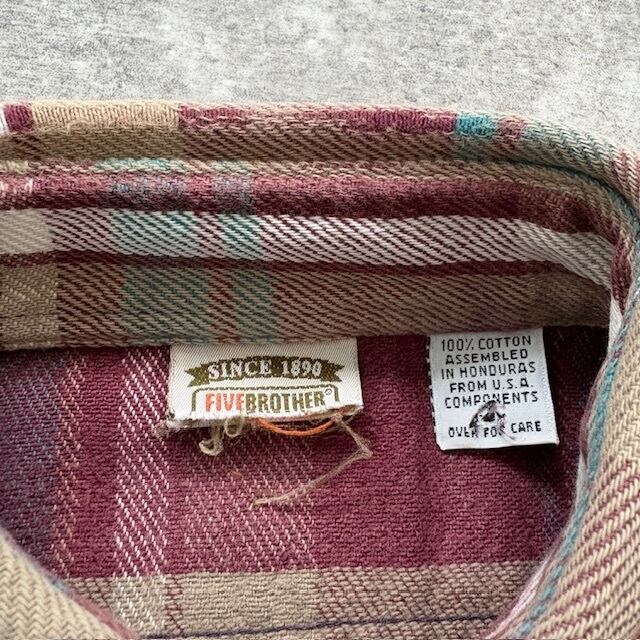 SINCE 1890
FIVEBROTHER®
100% COTTON
ASSEMBLED
IN HONDURAS
FROM U.S.A.
COMPONENTS
OVER FOR CARE